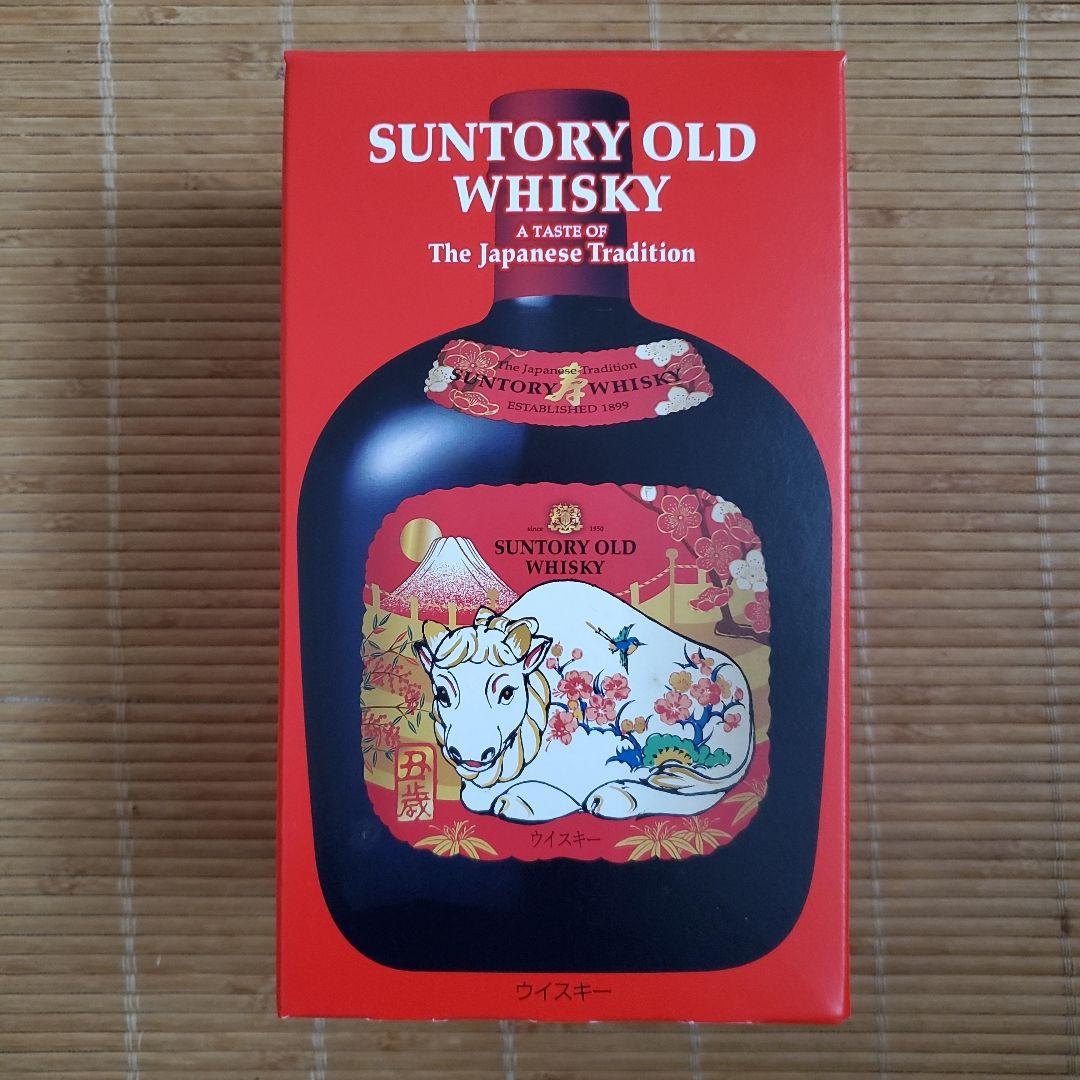 SUNTORY OLD
WHISKY
A TASTE OF
The Japanese Tradition
The Japanese Tradition
SUNTORY 寿 WHISKY
ESTABLISHED 1899
since 1950
SUNTORY OLD
WHISKY
丑歳
ウイスキー
ウイスキー